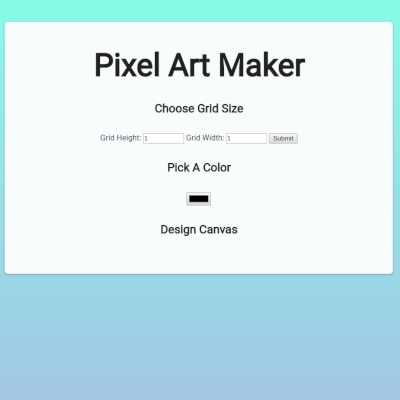 Pixel Art Maker
Choose Grid Size
Grid Height: 1 Grid Width: 1 Submit
Pick A Color
Design Canvas